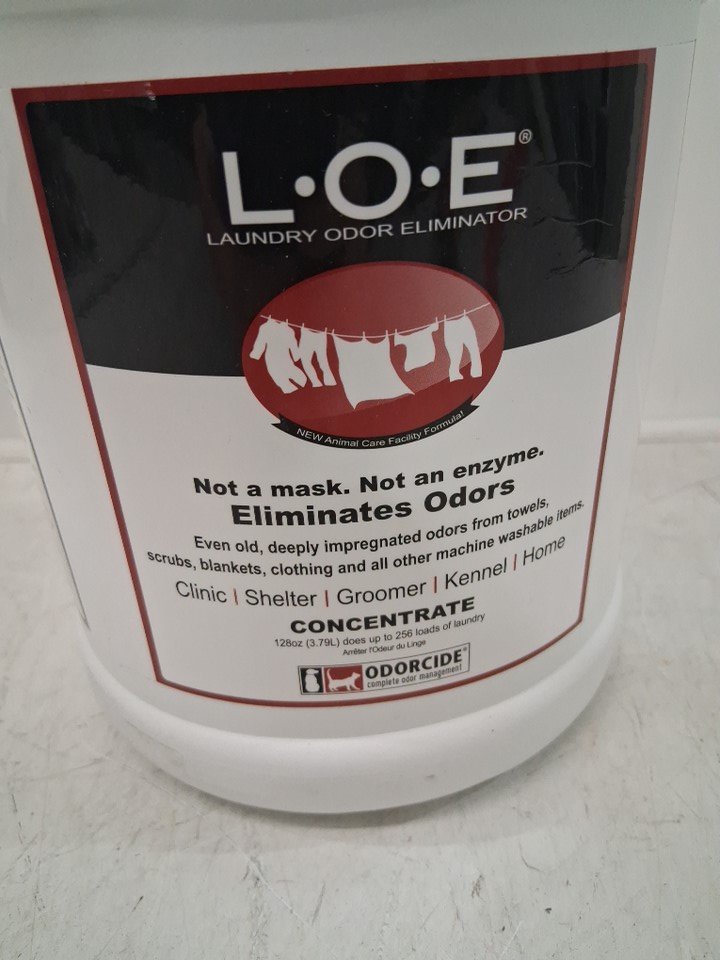 L•O•E®
LAUNDRY ODOR ELIMINATOR
NEW Animal Care Facility Formula!
Not a mask. Not an enzyme.
Eliminates Odors
Even old, deeply impregnated odors from towels,
scrubs, blankets, clothing and all other machine washable items.
Clinic | Shelter | Groomer | Kennel | Home
CONCENTRATE
128oz (3.79L) does up to 256 loads of laundry
Arrêter l'Odeur du Linge
ODORCIDE®
complete odor management